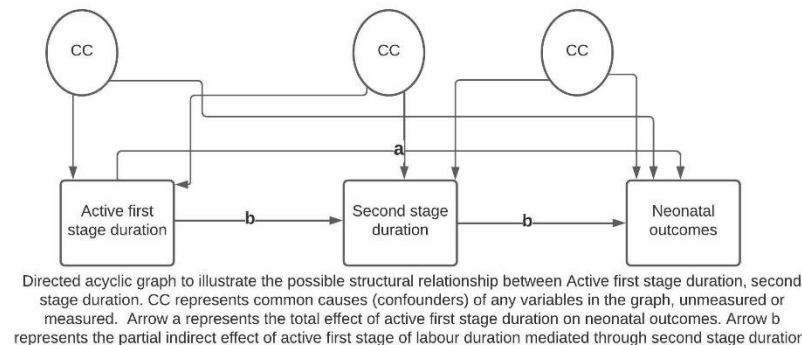 CC
CC
CC
a
Active first
stage duration
b
Second stage
duration
b
Neonatal
outcomes
Directed acyclic graph to illustrate the possible structural relationship between Active first stage duration, second
stage duration. CC represents common causes (confounders) of any variables in the graph, unmeasured or
measured.  Arrow a represents the total effect of active first stage duration on neonatal outcomes. Arrow b
represents the partial indirect effect of active first stage of labour duration mediated through second stage duration